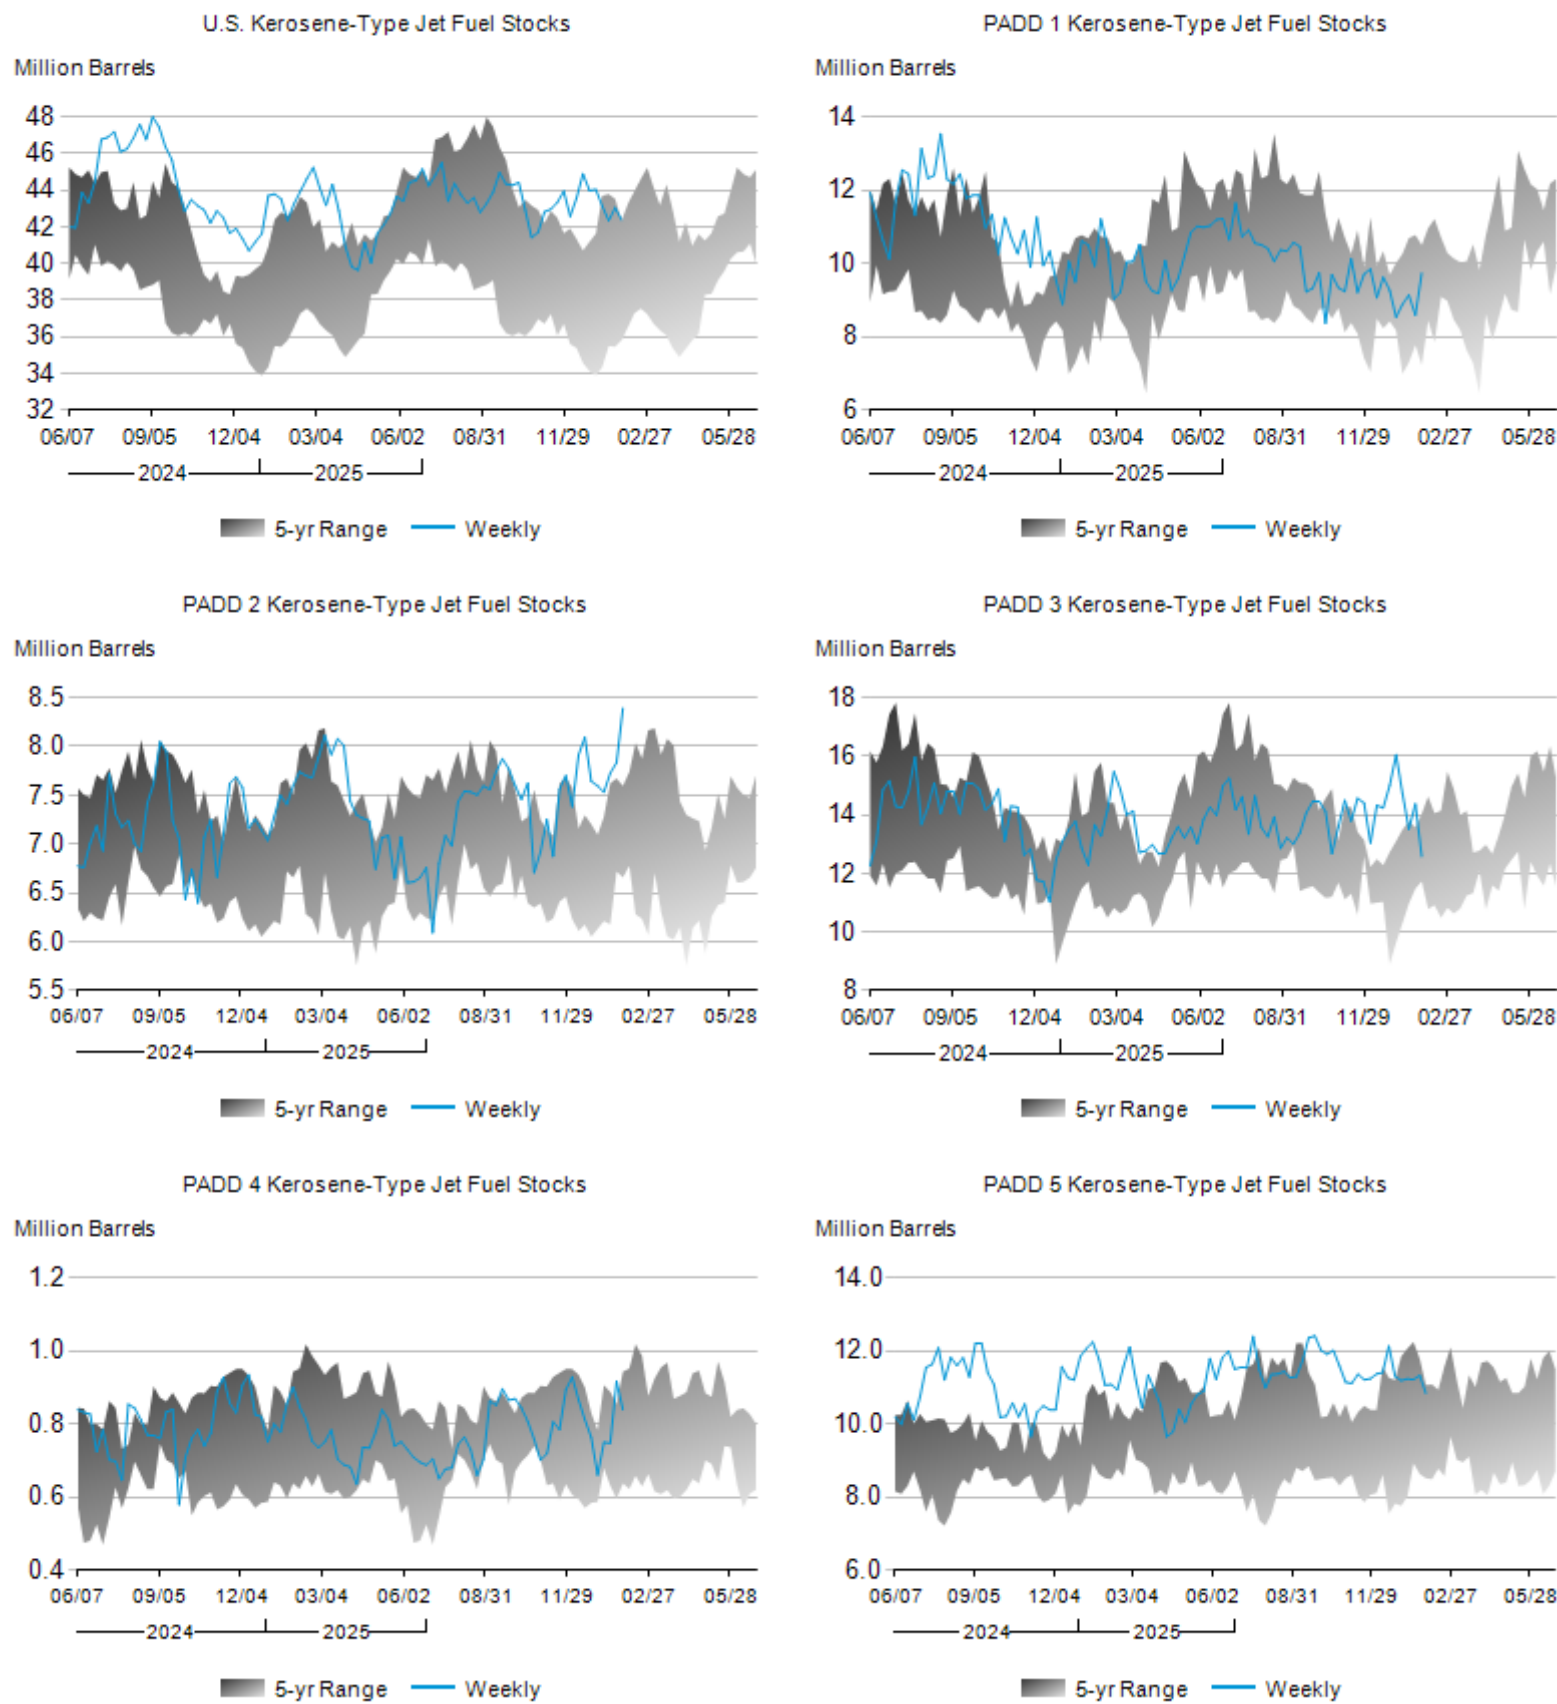 U.S. Kerosene-Type Jet Fuel Stocks
Million Barrels
48
46
44
42
40
38
36
34
32
06/07 09/05 12/04 03/04 06/02 08/31 11/29 02/27 05/28
2024 2025
5-yr Range Weekly
PADD 1 Kerosene-Type Jet Fuel Stocks
Million Barrels
14
12
10
8
6
06/07 09/05 12/04 03/04 06/02 08/31 11/29 02/27 05/28
2024 2025
5-yr Range Weekly
PADD 2 Kerosene-Type Jet Fuel Stocks
Million Barrels
8.5
8.0
7.5
7.0
6.5
6.0
5.5
06/07 09/05 12/04 03/04 06/02 08/31 11/29 02/27 05/28
2024 2025
5-yr Range Weekly
PADD 3 Kerosene-Type Jet Fuel Stocks
Million Barrels
18
16
14
12
10
8
06/07 09/05 12/04 03/04 06/02 08/31 11/29 02/27 05/28
2024 2025
5-yr Range Weekly
PADD 4 Kerosene-Type Jet Fuel Stocks
Million Barrels
1.2
1.0
0.8
0.6
0.4
06/07 09/05 12/04 03/04 06/02 08/31 11/29 02/27 05/28
2024 2025
5-yr Range Weekly
PADD 5 Kerosene-Type Jet Fuel Stocks
Million Barrels
14.0
12.0
10.0
8.0
6.0
06/07 09/05 12/04 03/04 06/02 08/31 11/29 02/27 05/28
2024 2025
5-yr Range Weekly